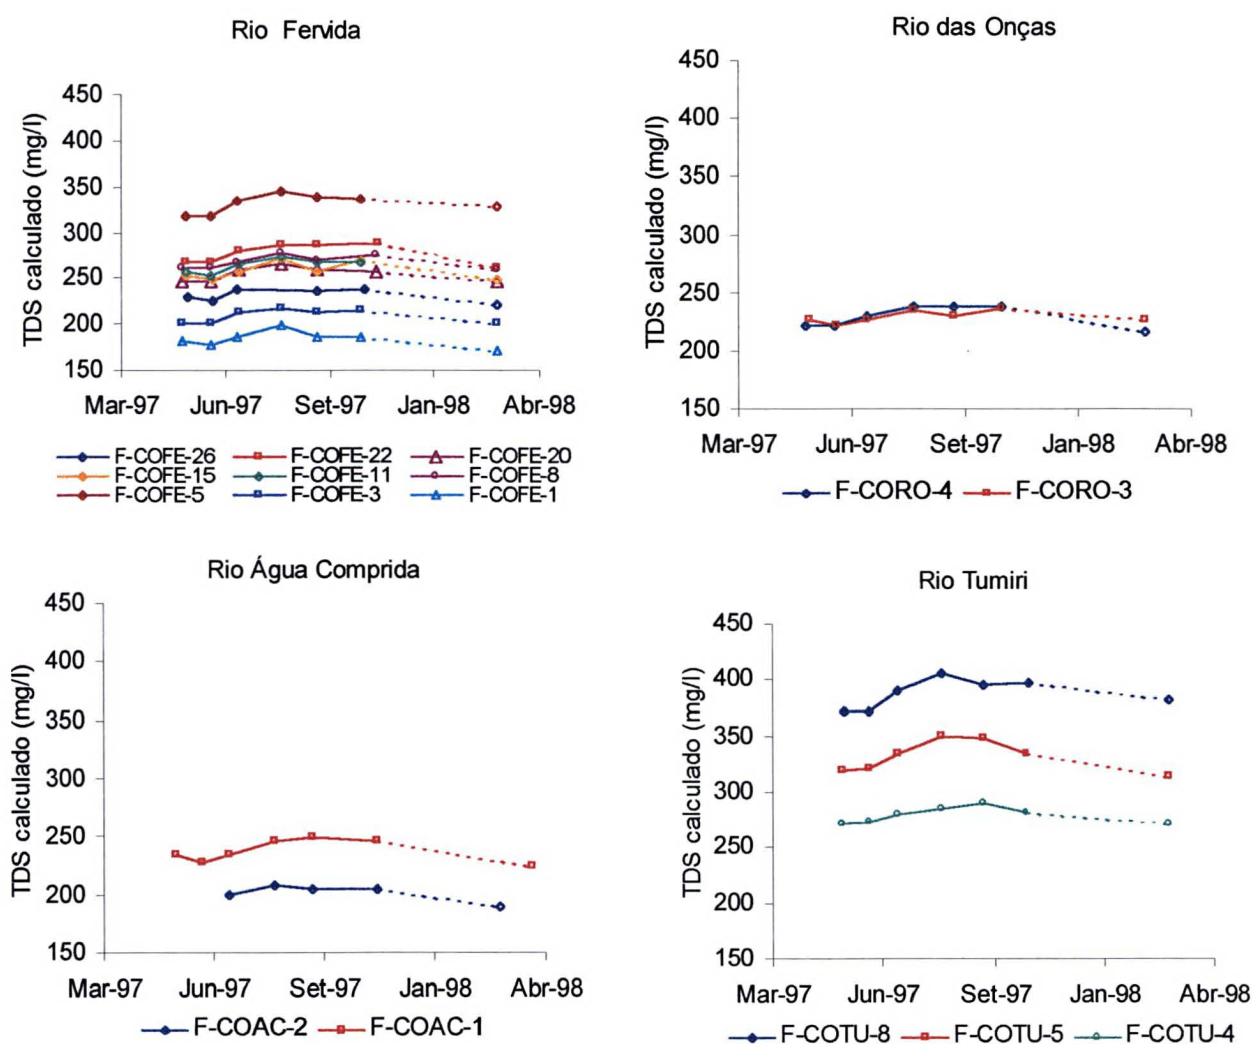 Rio Fervida
TDS calculado (mg/l)
450
400
350
300
250
200
150
Mar-97 Jun-97 Set-97 Jan-98 Abr-98
F-COFE-26 F-COFE-22 F-COFE-20
F-COFE-15 F-COFE-11 F-COFE-8
F-COFE-5 F-COFE-3 F-COFE-1
Rio das Onças
TDS calculado (mg/l)
450
400
350
300
250
200
150
Mar-97 Jun-97 Set-97 Jan-98 Abr-98
F-CORO-4 F-CORO-3
Rio Água Comprida
TDS calculado (mg/l)
450
400
350
300
250
200
150
Mar-97 Jun-97 Set-97 Jan-98 Abr-98
F-COAC-2 F-COAC-1
Rio Tumiri
TDS calculado (mg/l)
450
400
350
300
250
200
150
Mar-97 Jun-97 Set-97 Jan-98 Abr-98
F-COTU-8 F-COTU-5 F-COTU-4